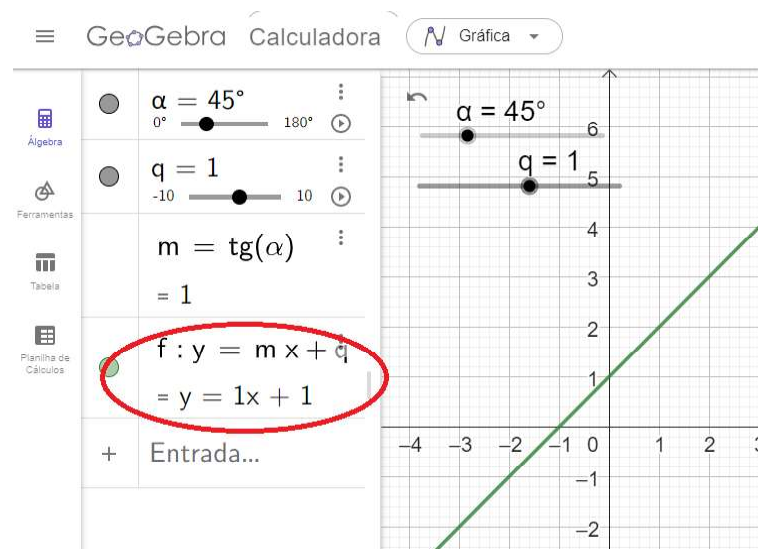 GeoGebra Calculadora Gráfica
Álgebra
Ferramentas
Tabela
Planilha de
Cálculos
α = 45°
0° 180°
q = 1
-10 10
m = tg(α)
= 1
f : y = m x + q
= y = 1x + 1
+ Entrada...
α = 45°
q = 1
6
5
4
3
2
1
–4 –3 –2 –1 0 1 2
–1
–2